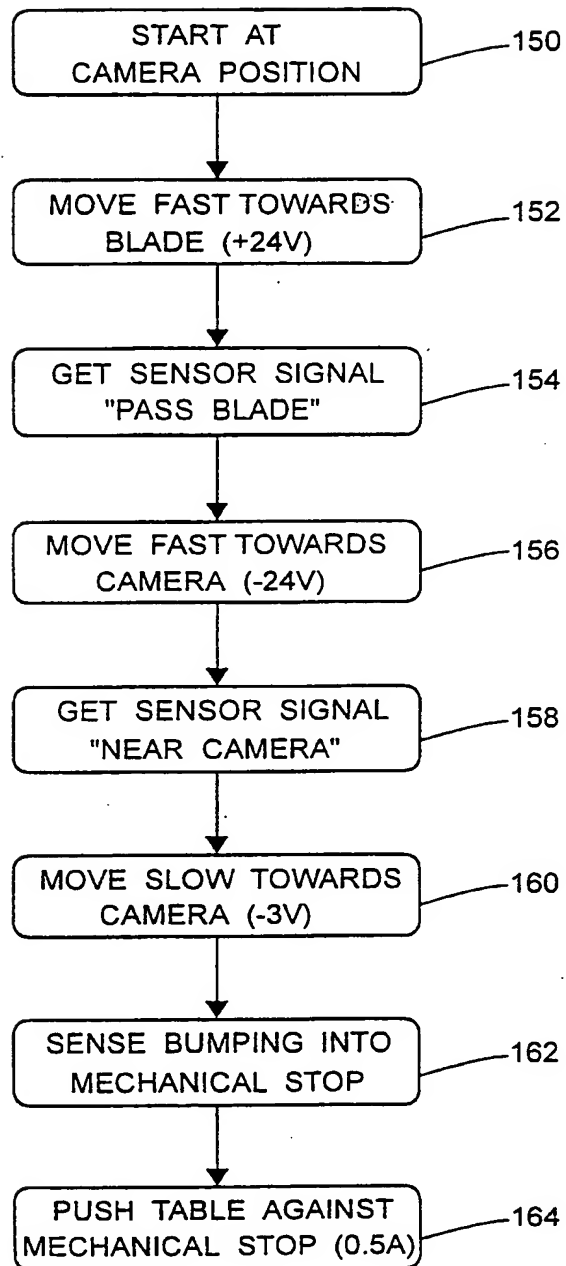 START AT
CAMERA POSITION
150
MOVE FAST TOWARDS
BLADE (+24V)
152
GET SENSOR SIGNAL
"PASS BLADE"
154
MOVE FAST TOWARDS
CAMERA (-24V)
156
GET SENSOR SIGNAL
"NEAR CAMERA"
158
MOVE SLOW TOWARDS
CAMERA (-3V)
160
SENSE BUMPING INTO
MECHANICAL STOP
162
PUSH TABLE AGAINST
MECHANICAL STOP (0.5A)
164